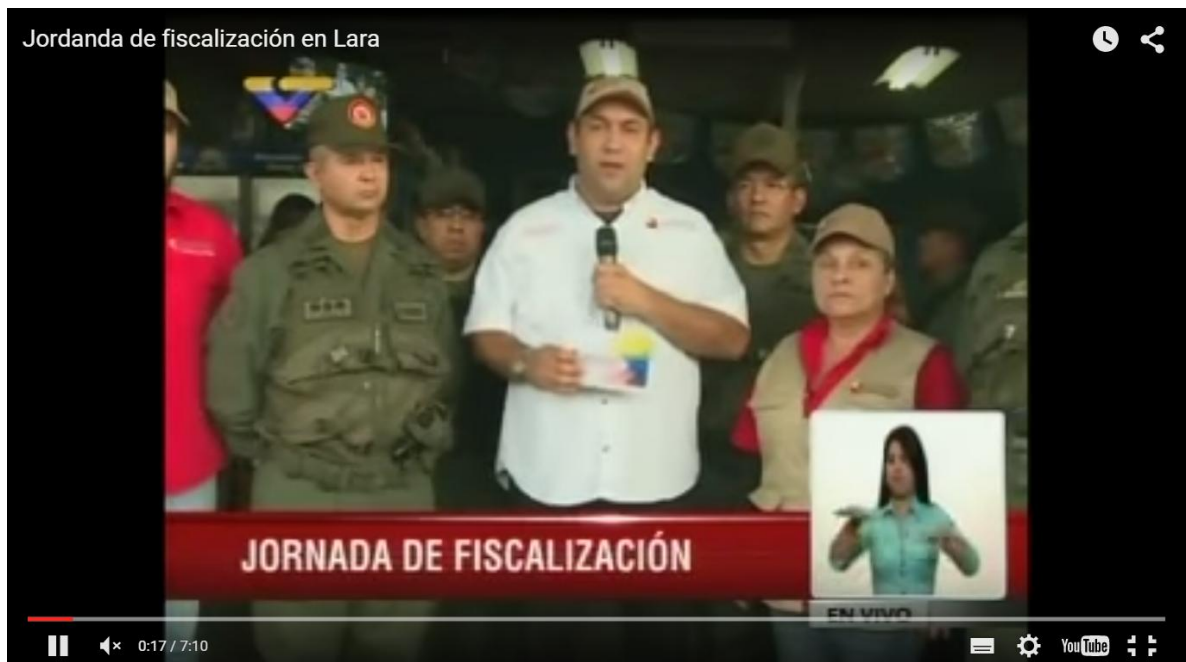 Jordanda de fiscalización en Lara
JORNADA DE FISCALIZACIÓN
EN VIVO
0:17 / 7:10
YouTube